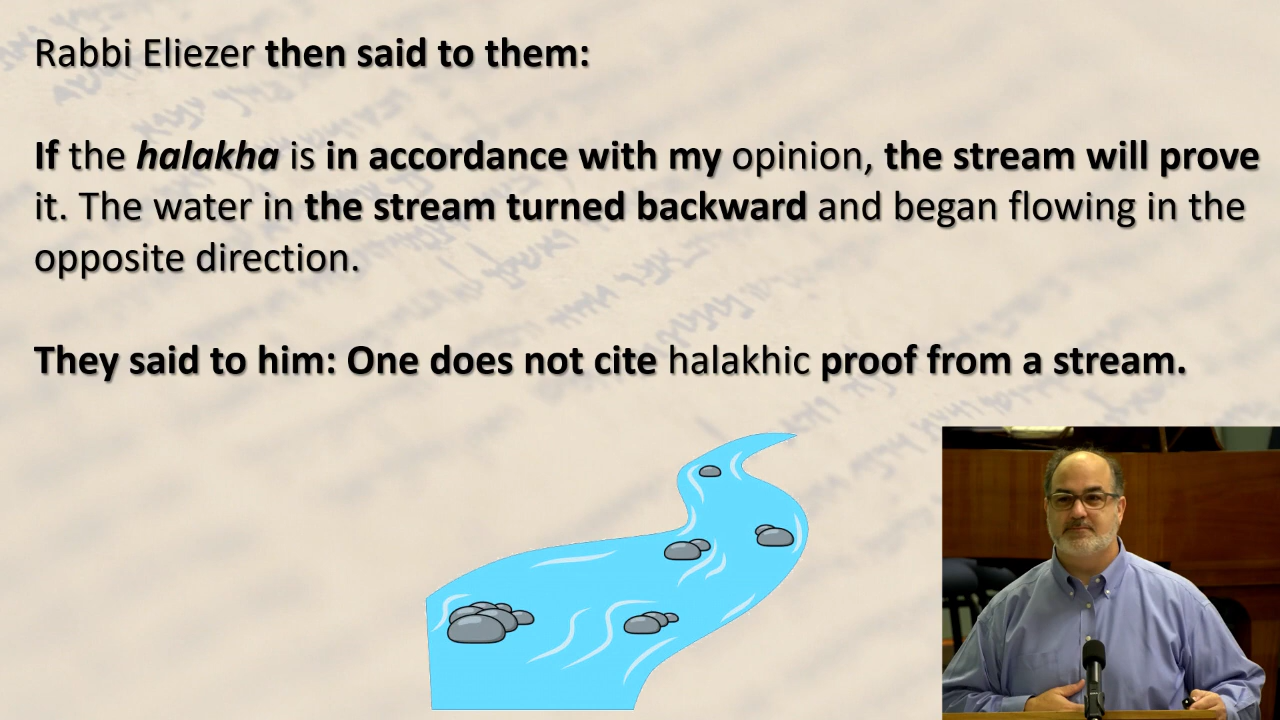 Rabbi Eliezer then said to them:
If the halakha is in accordance with my opinion, the stream will prove
it. The water in the stream turned backward and began flowing in the
opposite direction.
They said to him: One does not cite halakhic proof from a stream.